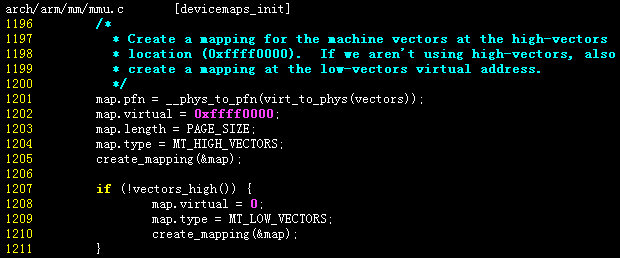 arch/arm/mm/mmu.c [devicemaps_init]
1196 /*
1197 * Create a mapping for the machine vectors at the high-vectors
1198 * location (0xffff0000). If we aren't using high-vectors, also
1199 * create a mapping at the low-vectors virtual address.
1200 */
1201 map.pfn = __phys_to_pfn(virt_to_phys(vectors));
1202 map.virtual = 0xffff0000;
1203 map.length = PAGE_SIZE;
1204 map.type = MT_HIGH_VECTORS;
1205 create_mapping(&map);
1206
1207 if (!vectors_high()) {
1208 map.virtual = 0;
1209 map.type = MT_LOW_VECTORS;
1210 create_mapping(&map);
1211 }